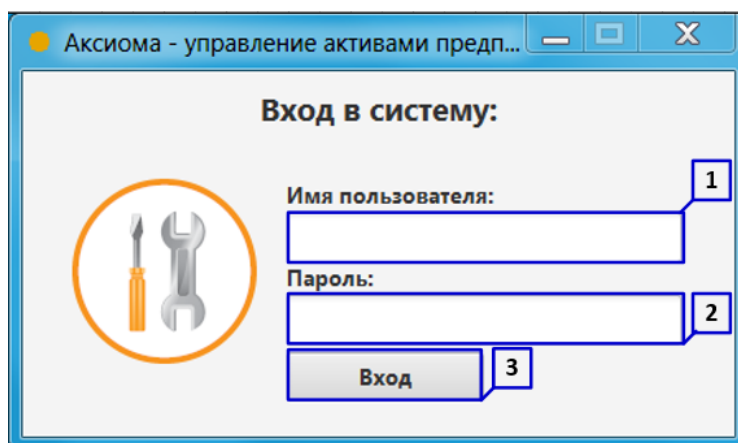 Аксиома - управление активами предп...
Вход в систему:
1
Имя пользователя:
Пароль:
2
Вход
3